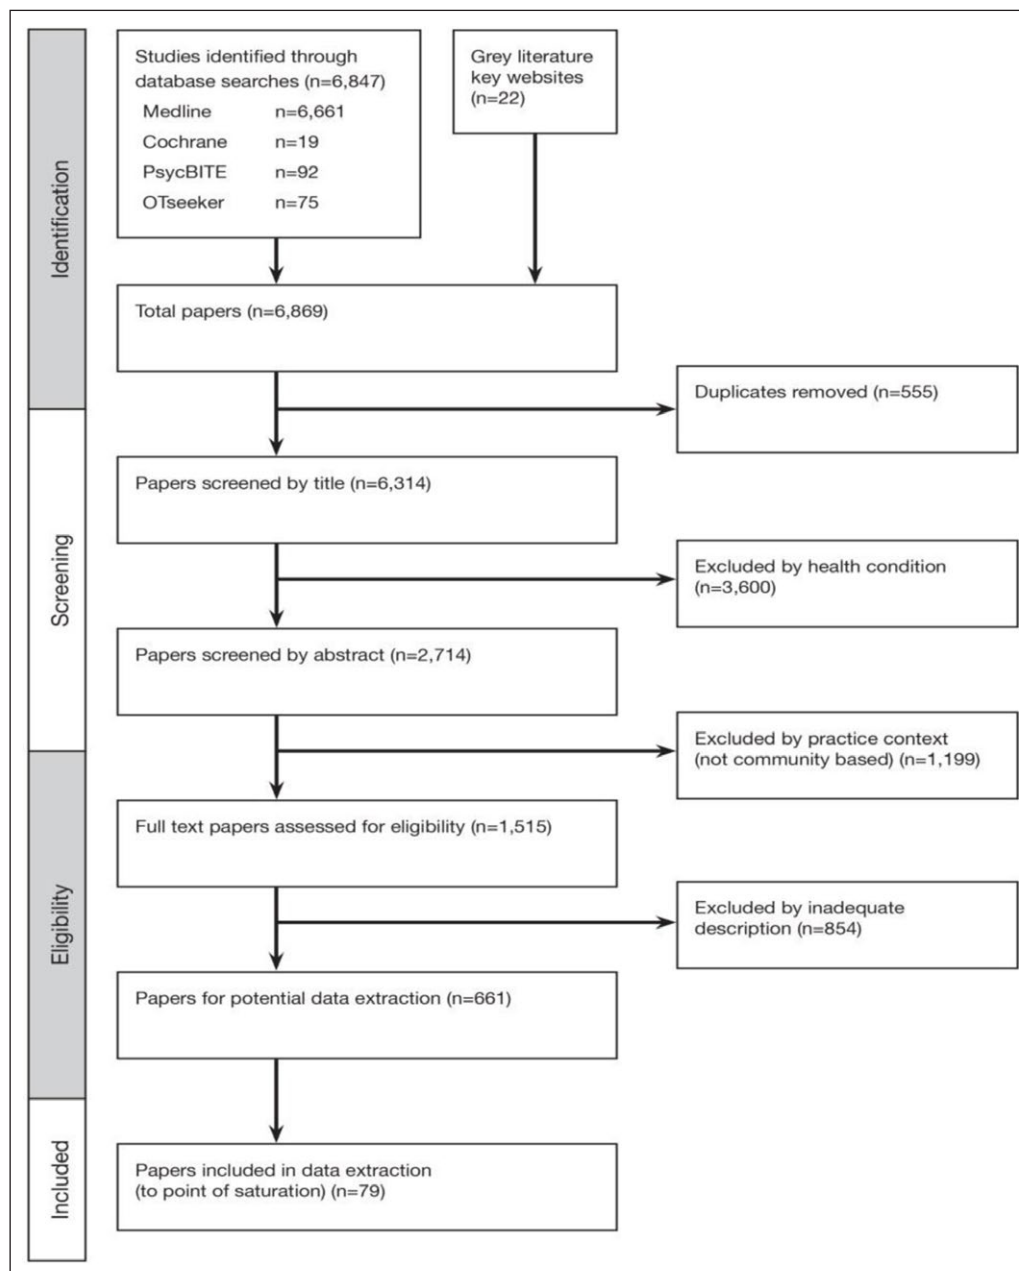 Identification
Studies identified through
database searches (n=6,847)
Medline n=6,661
Cochrane n=19
PsycBITE n=92
OTseeker n=75
Grey literature
key websites
(n=22)
Total papers (n=6,869)
Duplicates removed (n=555)
Screening
Papers screened by title (n=6,314)
Excluded by health condition
(n=3,600)
Papers screened by abstract (n=2,714)
Excluded by practice context
(not community based) (n=1,199)
Eligibility
Full text papers assessed for eligibility (n=1,515)
Excluded by inadequate
description (n=854)
Papers for potential data extraction (n=661)
Included
Papers included in data extraction
(to point of saturation) (n=79)